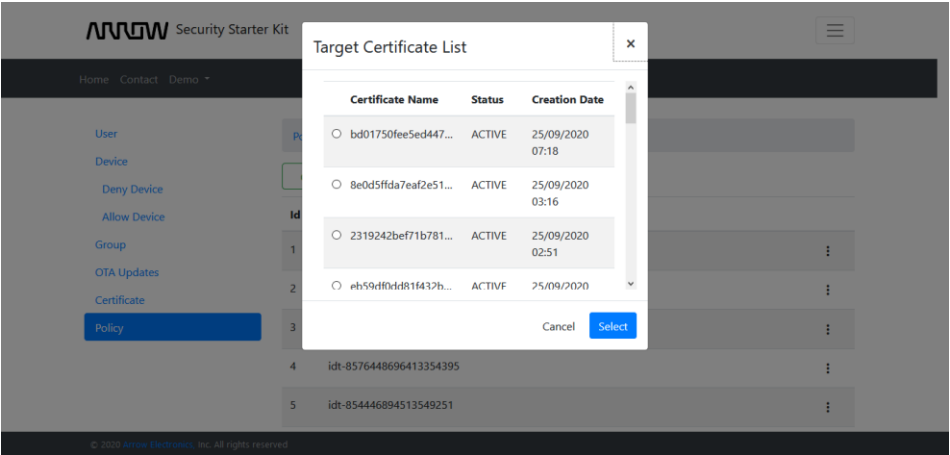 ARROW Security Starter Kit
Home Contact Demo
User
Device
Deny Device
Allow Device
Group
OTA Updates
Certificate
Policy
Id
1
2
3
4 idt-8576448696413354395
5 idt-854446894513549251
Target Certificate List ×
Certificate Name Status Creation Date
bd01750fee5ed447... ACTIVE 25/09/2020
07:18
8e0d5ffda7eaf2e51... ACTIVE 25/09/2020
03:16
2319242bef71b781... ACTIVE 25/09/2020
02:51
eb59df0dd81f432b... ACTIVE 25/09/2020
Cancel Select
© 2020 Arrow Electronics, Inc. All rights reserved